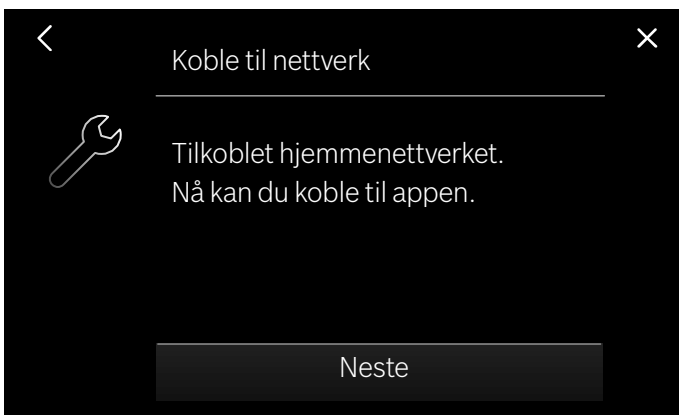 Koble til nettverk
Tilkoblet hjemmenettverket.
Nå kan du koble til appen.
Neste